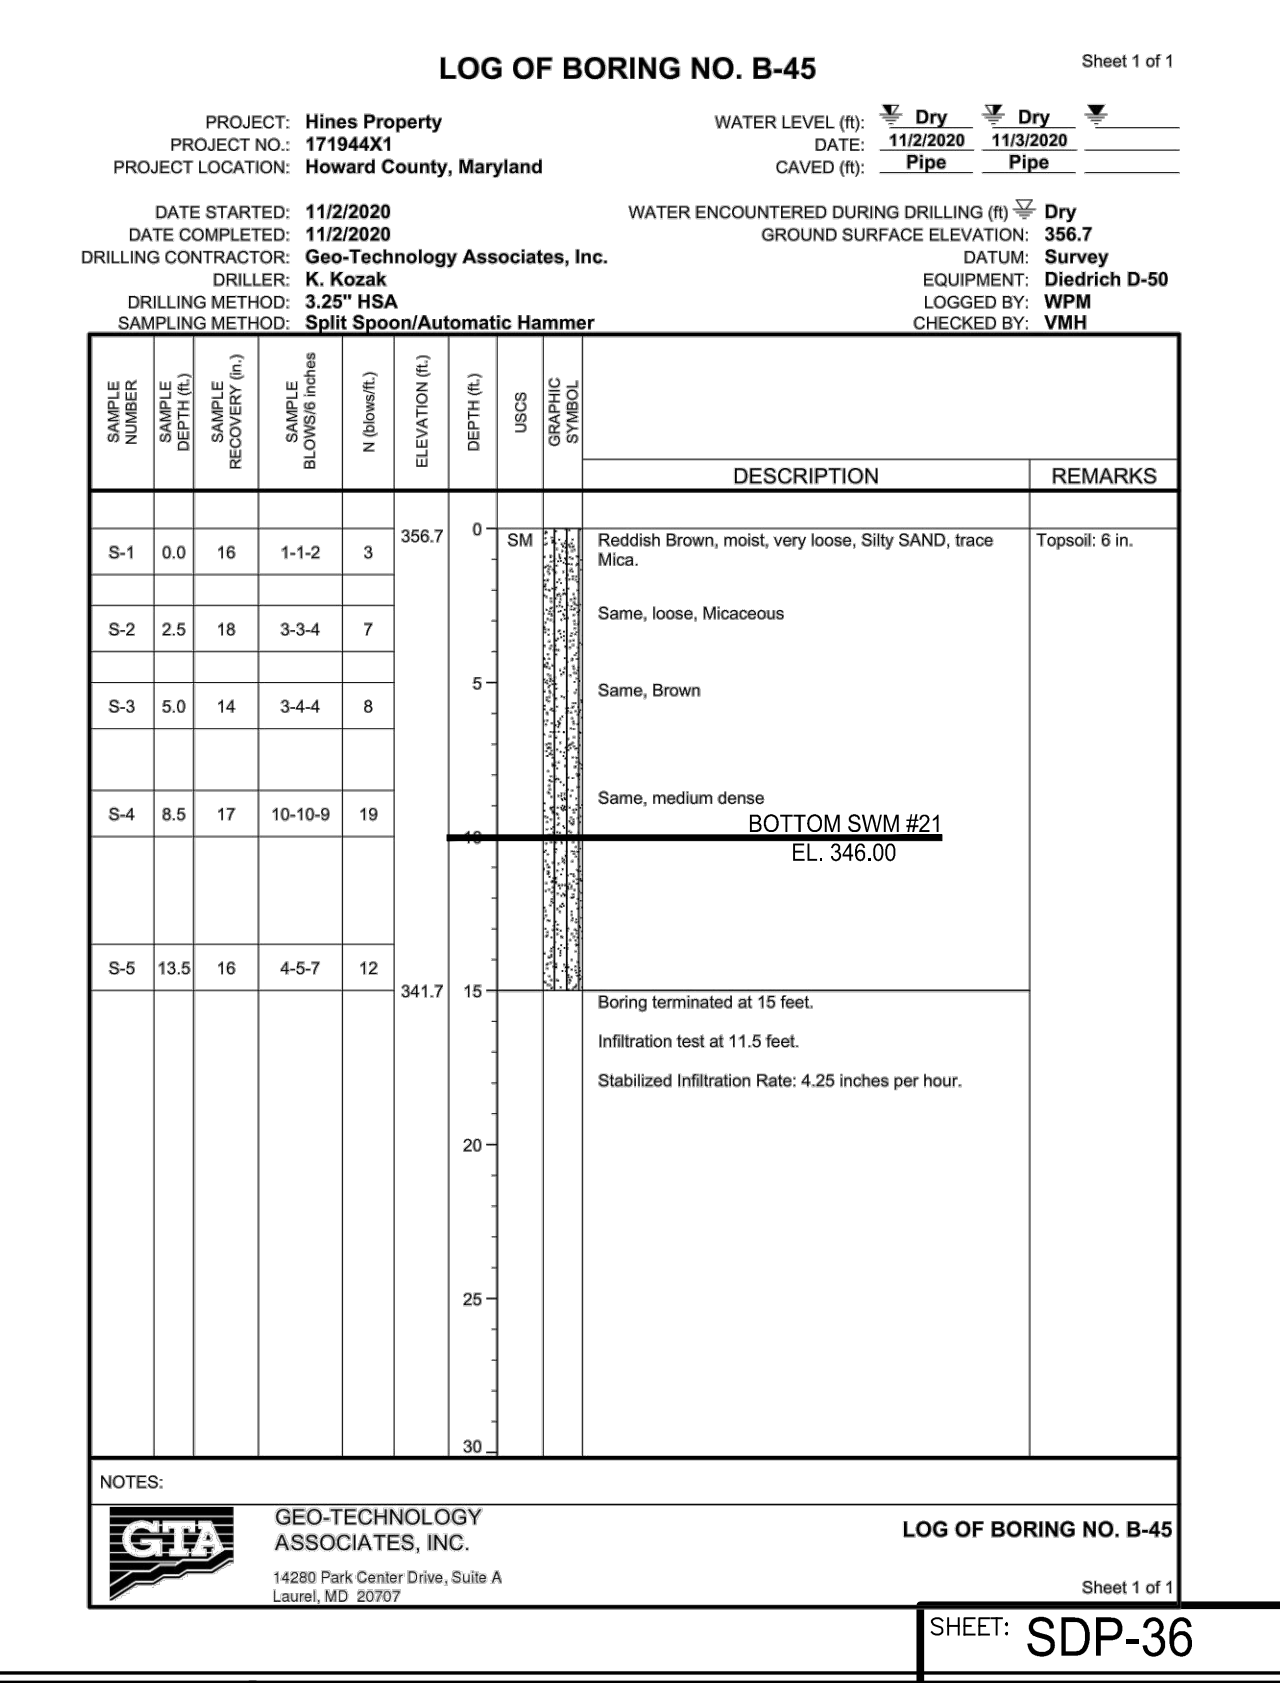 LOG OF BORING NO. B-45
Sheet 1 of 1
PROJECT: Hines Property
PROJECT NO.: 171944X1
PROJECT LOCATION: Howard County, Maryland
WATER LEVEL (ft): Dry Dry
DATE: 11/2/2020 11/3/2020
CAVED (ft): Pipe Pipe
DATE STARTED: 11/2/2020
DATE COMPLETED: 11/2/2020
DRILLING CONTRACTOR: Geo-Technology Associates, Inc.
DRILLER: K. Kozak
DRILLING METHOD: 3.25" HSA
SAMPLING METHOD: Split Spoon/Automatic Hammer
WATER ENCOUNTERED DURING DRILLING (ft) Dry
GROUND SURFACE ELEVATION: 356.7
DATUM: Survey
EQUIPMENT: Diedrich D-50
LOGGED BY: WPM
CHECKED BY: VMH
SAMPLE NUMBER
SAMPLE DEPTH (ft.)
SAMPLE RECOVERY (in.)
SAMPLE BLOWS/6 inches
N (blows/ft.)
ELEVATION (ft.)
DEPTH (ft.)
USCS
GRAPHIC SYMBOL
DESCRIPTION
REMARKS
356.7 0 SM Reddish Brown, moist, very loose, Silty SAND, trace Topsoil: 6 in.
Mica.
S-1 0.0 16 1-1-2 3
Same, loose, Micaceous
S-2 2.5 18 3-3-4 7
5 Same, Brown
S-3 5.0 14 3-4-4 8
Same, medium dense
S-4 8.5 17 10-10-9 19
BOTTOM SWM #21
10
EL. 346.00
S-5 13.5 16 4-5-7 12
341.7 15
Boring terminated at 15 feet.
Infiltration test at 11.5 feet.
Stabilized Infiltration Rate: 4.25 inches per hour.
20
25
30
NOTES:
GTA
GEO-TECHNOLOGY
ASSOCIATES, INC.
14280 Park Center Drive, Suite A
Laurel, MD 20707
LOG OF BORING NO. B-45
Sheet 1 of 1
SHEET: SDP-36